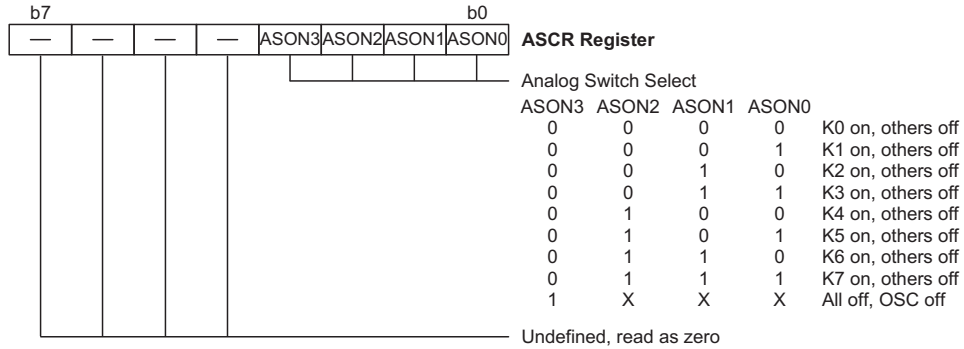 b7 b0
— — — — ASON3 ASON2 ASON1 ASON0 ASCR Register
Analog Switch Select
ASON3 ASON2 ASON1 ASON0
0 0 0 0 K0 on, others off
0 0 0 1 K1 on, others off
0 0 1 0 K2 on, others off
0 0 1 1 K3 on, others off
0 1 0 0 K4 on, others off
0 1 0 1 K5 on, others off
0 1 1 0 K6 on, others off
0 1 1 1 K7 on, others off
1 X X X All off, OSC off
Undefined, read as zero